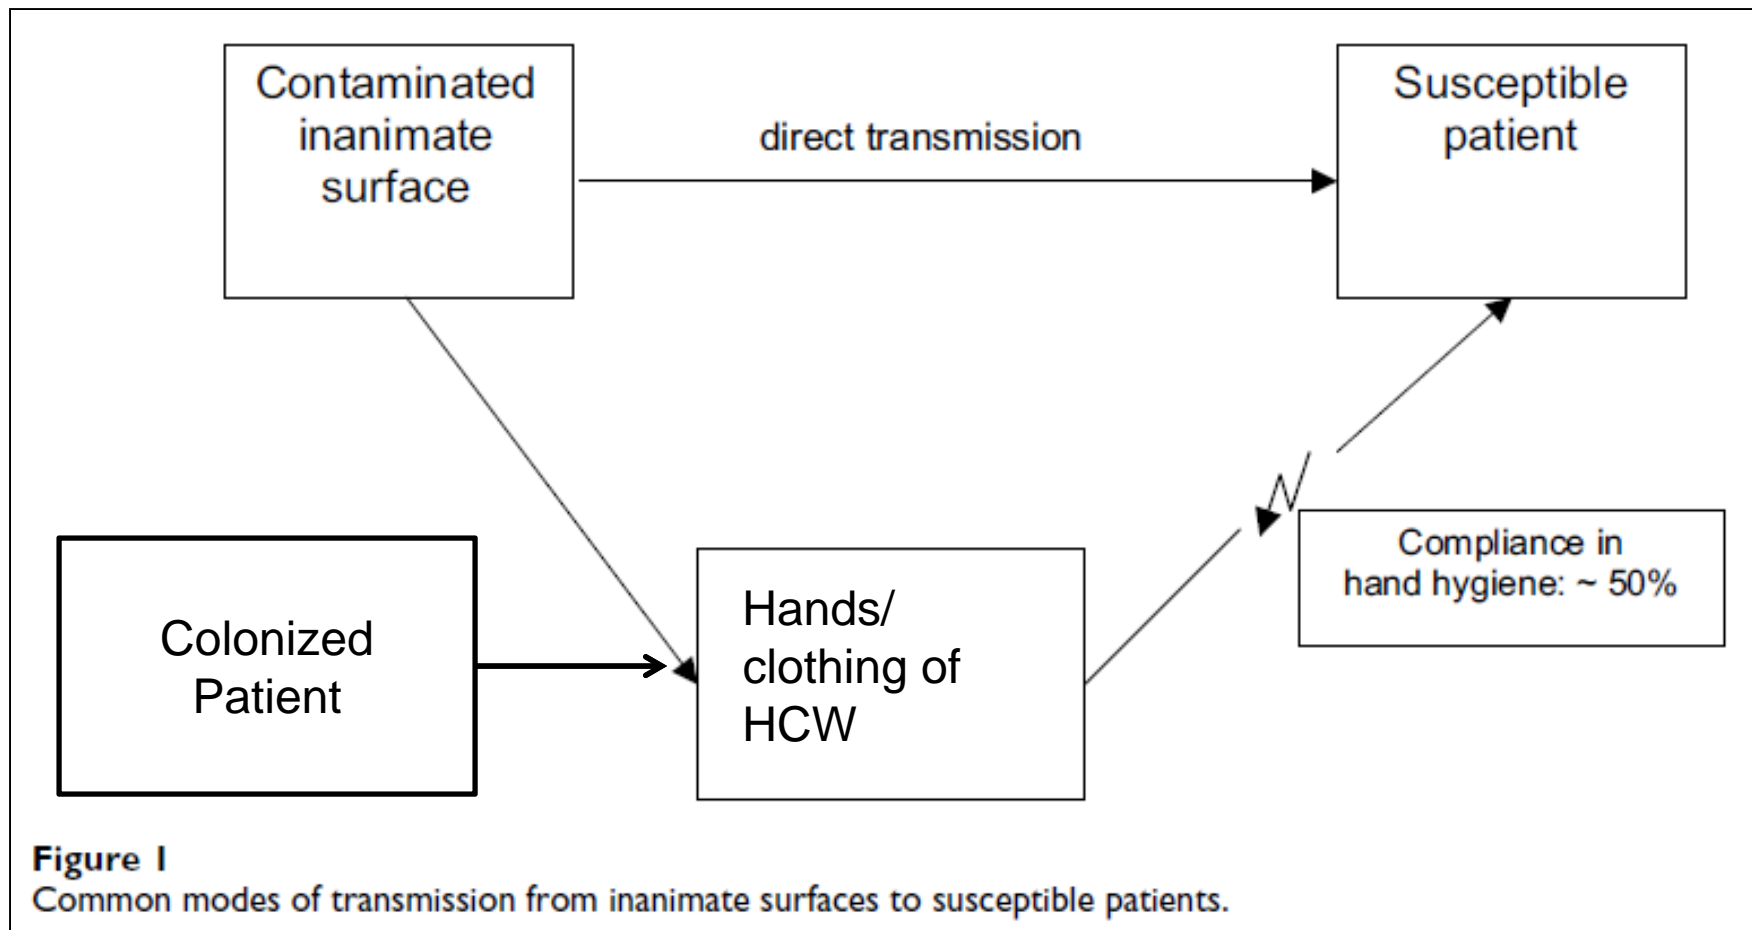 Contaminated
inanimate
surface
direct transmission
Susceptible
patient
Compliance in
hand hygiene: ~ 50%
Colonized
Patient
Hands/
clothing of
HCW
Figure 1
Common modes of transmission from inanimate surfaces to susceptible patients.